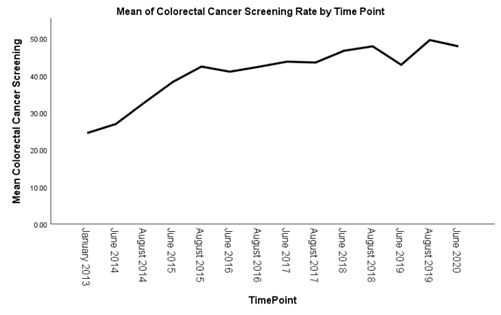 Mean of Colorectal Cancer Screening Rate by Time Point
Mean Colorectal Cancer Screening
50.00
40.00
30.00
20.00
10.00
0.00
January 2013
June 2014
August 2014
June 2015
August 2015
June 2016
August 2016
June 2017
August 2017
June 2018
August 2018
June 2019
August 2019
June 2020
TimePoint